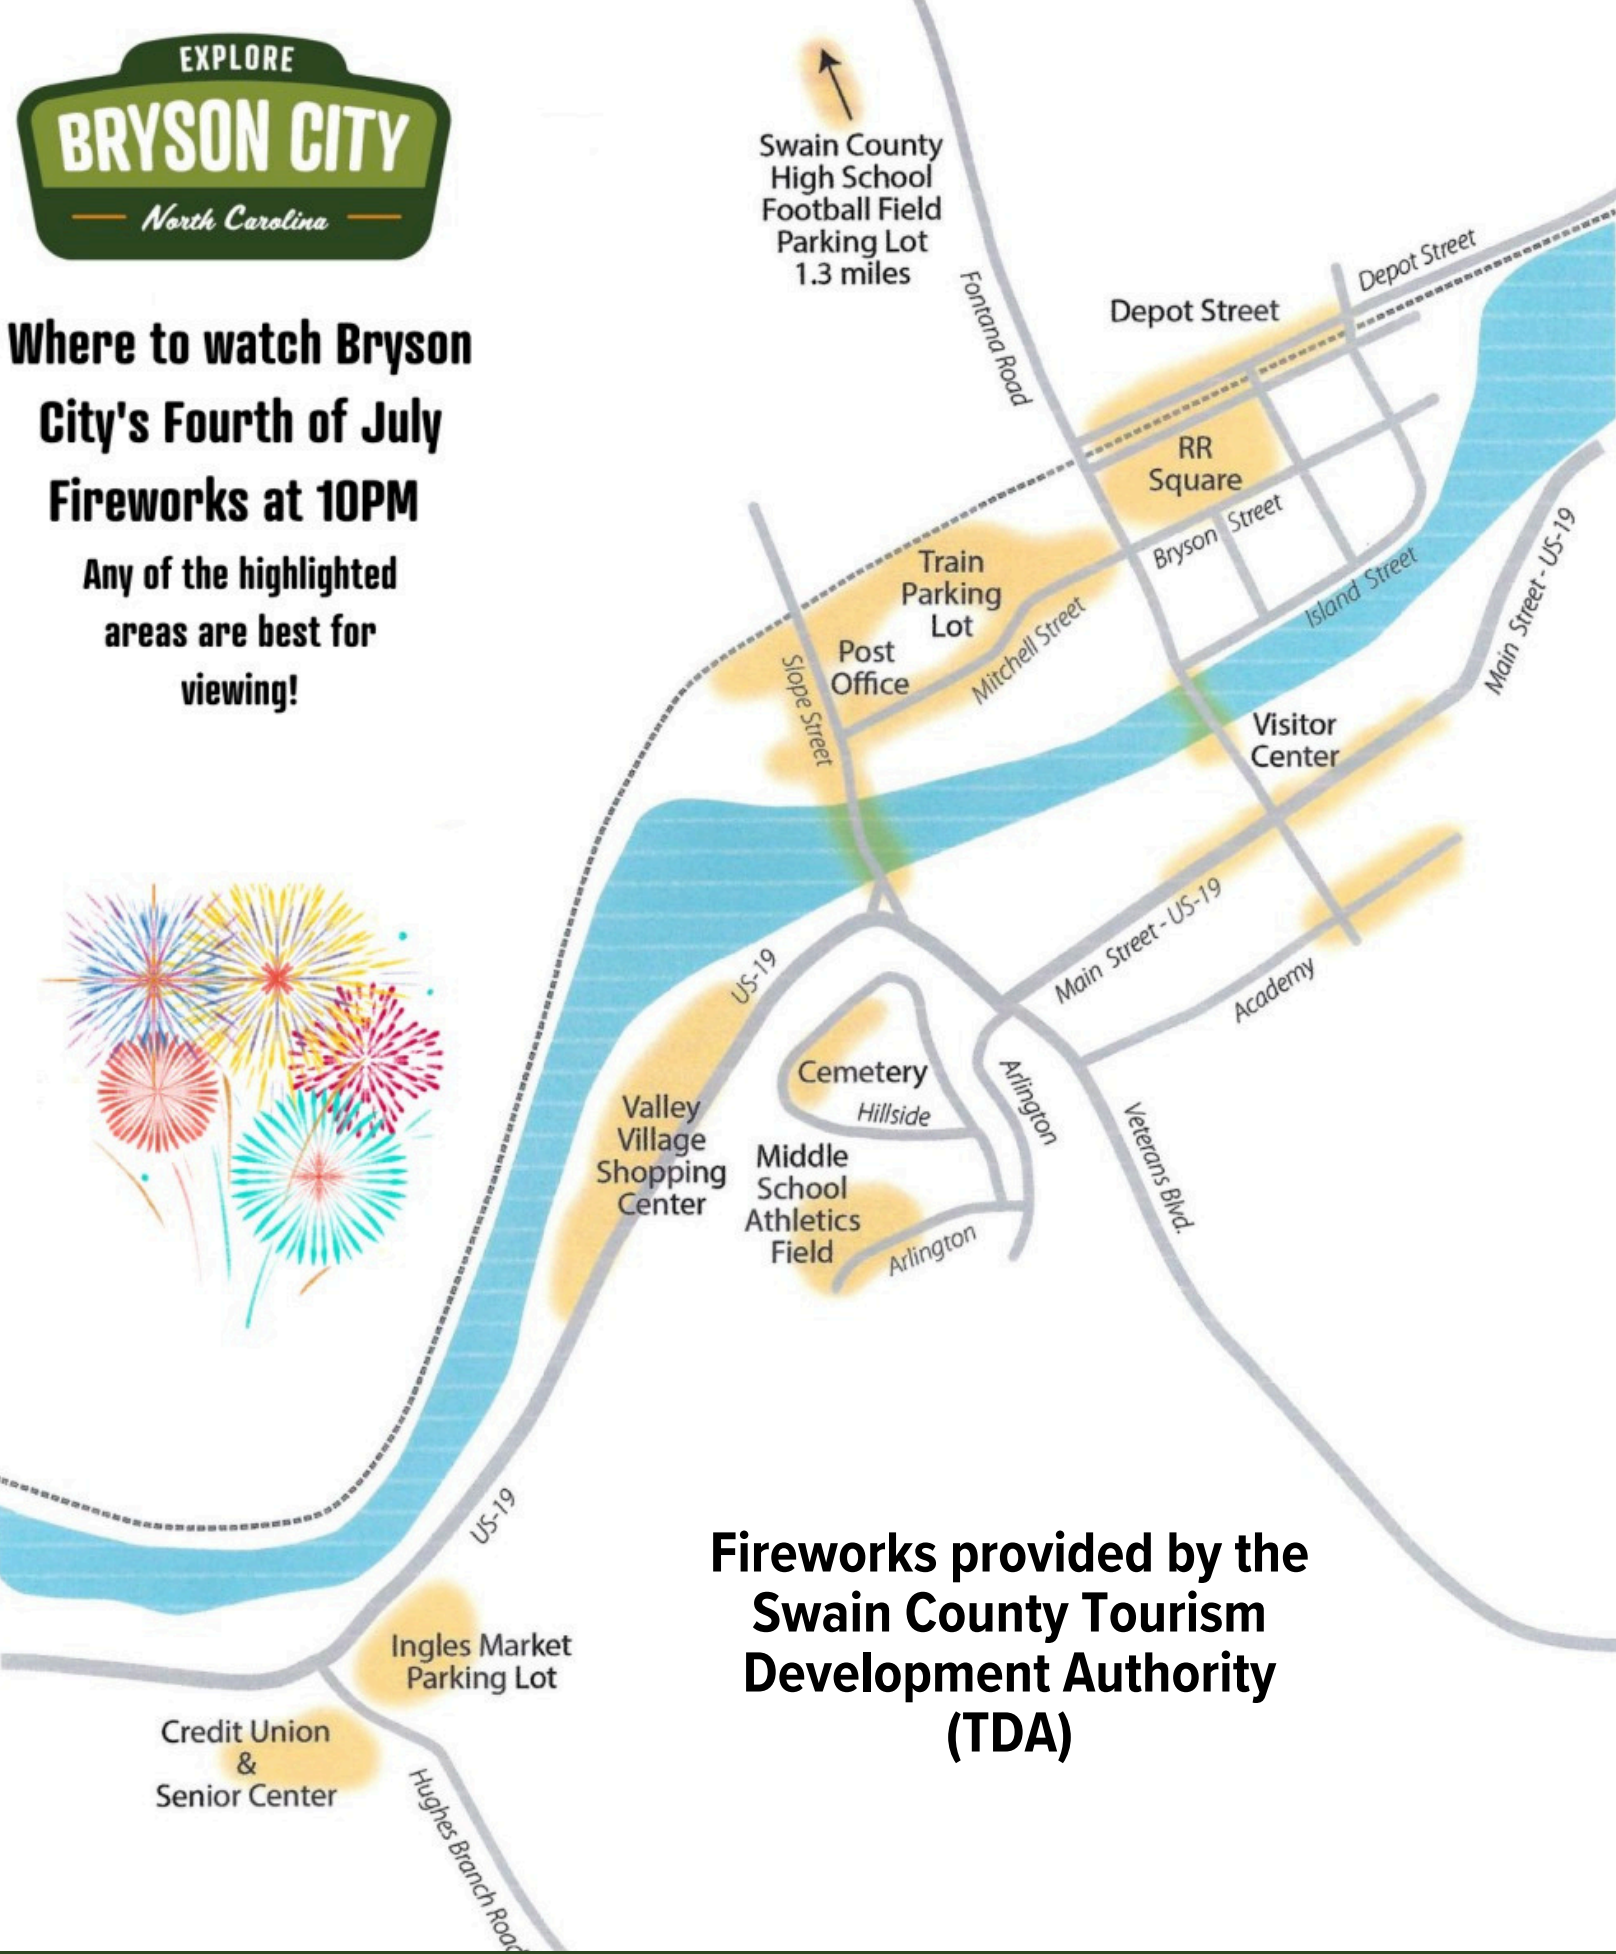 EXPLORE
BRYSON CITY
North Carolina
Where to watch Bryson
City's Fourth of July
Fireworks at 10PM
Any of the highlighted
areas are best for
viewing!
Swain County
High School
Football Field
Parking Lot
1.3 miles
Fontana Road
Depot Street
Depot Street
RR
Square
Bryson Street
Island Street
Main Street - US-19
Train
Parking
Lot
Mitchell Street
Post
Office
Slope Street
Visitor
Center
Main Street - US-19
Academy
US-19
Cemetery
Hillside
Arlington
Veterans Blvd.
Valley
Village
Shopping
Center
Middle
School
Athletics
Field
Arlington
US-19
Fireworks provided by the
Swain County Tourism
Development Authority
(TDA)
Ingles Market
Parking Lot
Credit Union
&
Senior Center
Hughes Branch Road